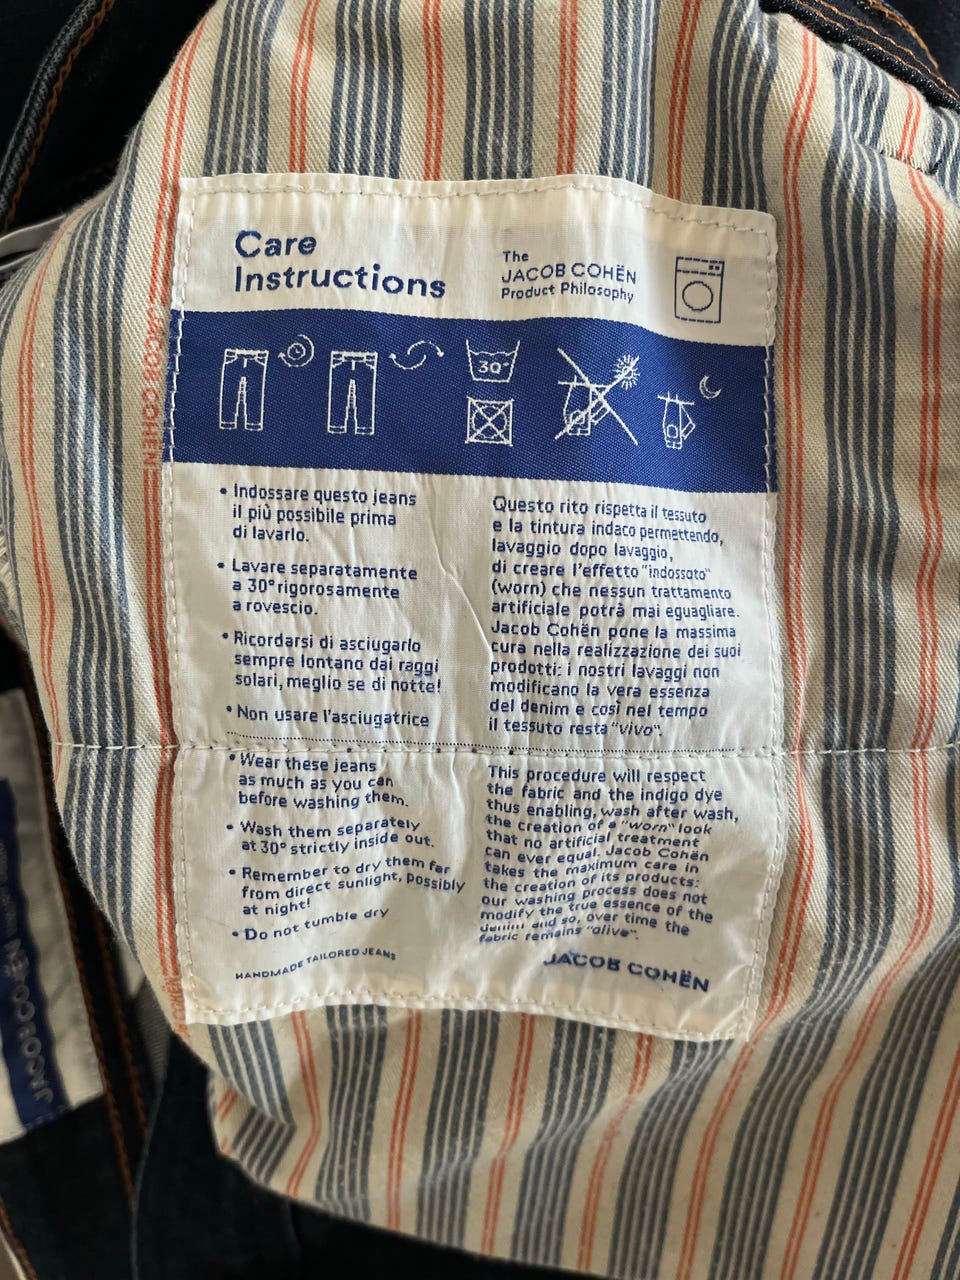 Care
Instructions
The
JACOB COHËN
Product Philosophy
30°
• Indossare questo jeans
il più possibile prima
di lavarlo.
• Lavare separatamente
a 30° rigorosamente
a rovescio.
• Ricordarsi di asciugarlo
sempre lontano dai raggi
solari, meglio se di notte!
• Non usare l'asciugatrice
Questo rito rispetta il tessuto
e la tintura indaco permettendo,
lavaggio dopo lavaggio,
di creare l'effetto "indossato"
(worn) che nessun trattamento
artificiale potrà mai eguagliare.
Jacob Cohën pone la massima
cura nella realizzazione dei suoi
prodotti: i nostri lavaggi non
modificano la vera essenza
del denim e così nel tempo
il tessuto resta "vivo".
• Wear these jeans
as much as you can
before washing them.
• Wash them separately
at 30° strictly inside out.
• Remember to dry them far
from direct sunlight, possibly
at night!
• Do not tumble dry
This procedure will respect
the fabric and the indigo dye
thus enabling, wash after wash,
the creation of a "worn" look
that no artificial treatment
can ever equal. Jacob Cohën
takes the maximum care in
the creation of its products:
our washing process does not
modify the true essence of the
denim and so, over time the
fabric remains "alive".
HANDMADE TAILORED JEANS
JACOB COHËN
JACOB COHËN
JACOB COHËN